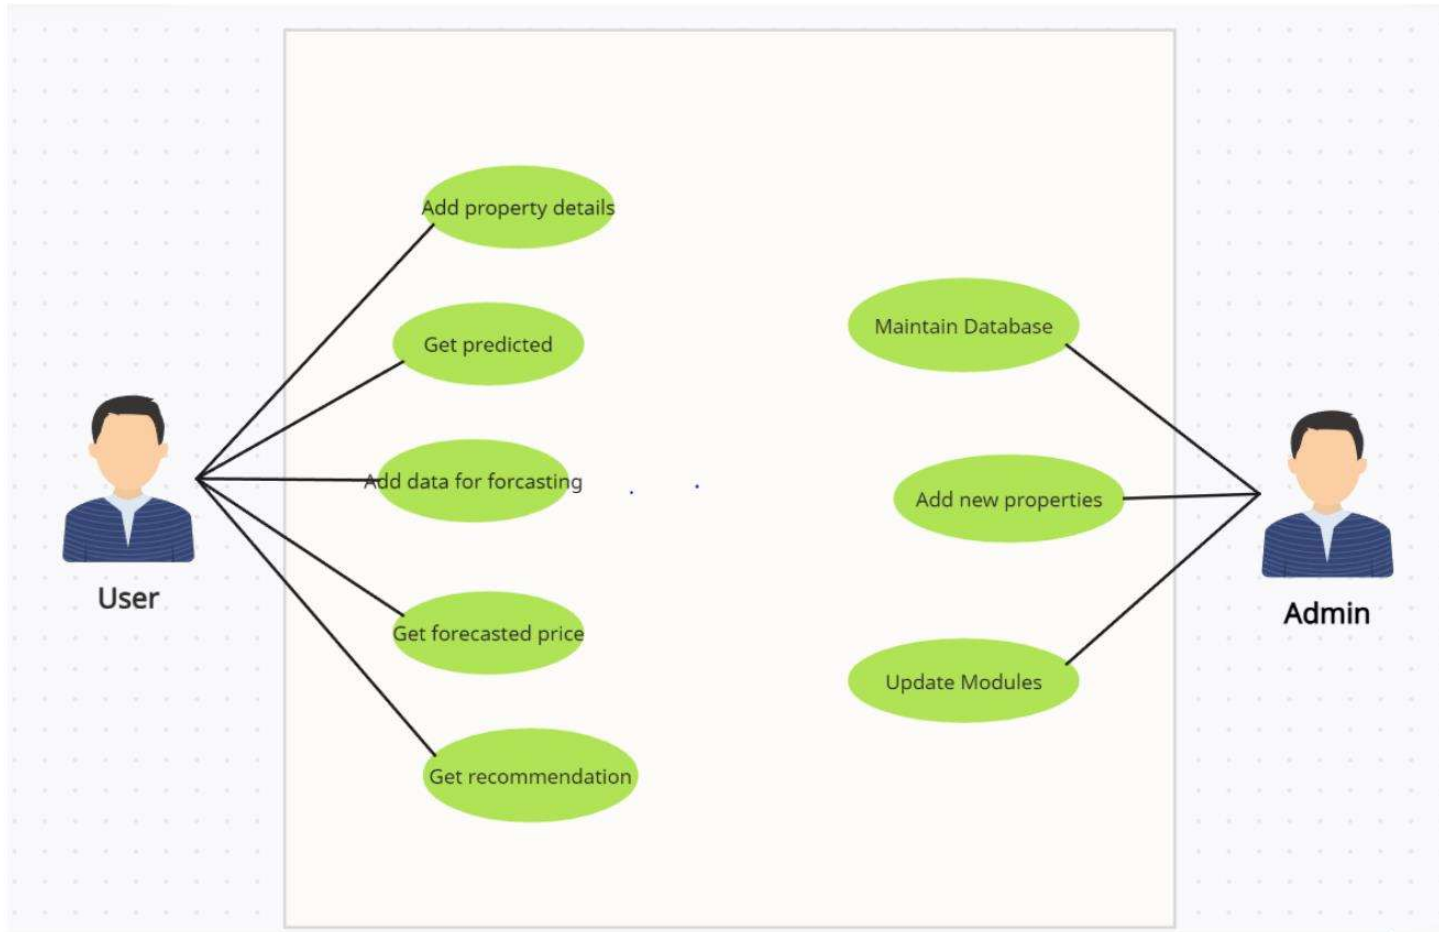 Add property details
Get predicted
Add data for forcasting
Get forecasted price
Get recommendation
User
Maintain Database
Add new properties
Update Modules
Admin